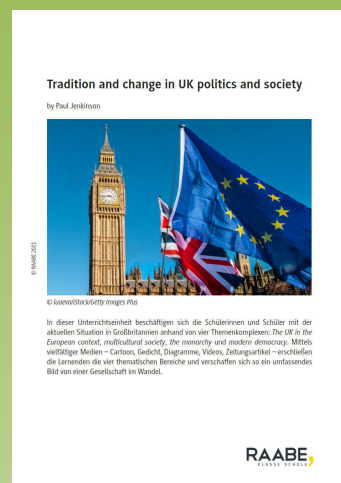 Tradition and change in UK politics and society
by Paul Jenkinson
© RAABE 2021
© juaeva/iStock/Getty Images Plus
In dieser Unterrichtseinheit beschäftigen sich die Schülerinnen und Schüler mit der
aktuellen Situation in Großbritannien anhand von vier Themenkomplexen: The UK in the
European context, multicultural society, the monarchy und modern democracy. Mittels
vielfältiger Medien – Cartoon, Gedicht, Diagramme, Videos, Zeitungsartikel – erschließen
die Lernenden die vier thematischen Bereiche und verschaffen sich so ein umfassendes
Bild von einer Gesellschaft im Wandel.
RAABE
KLASSE SCHULE